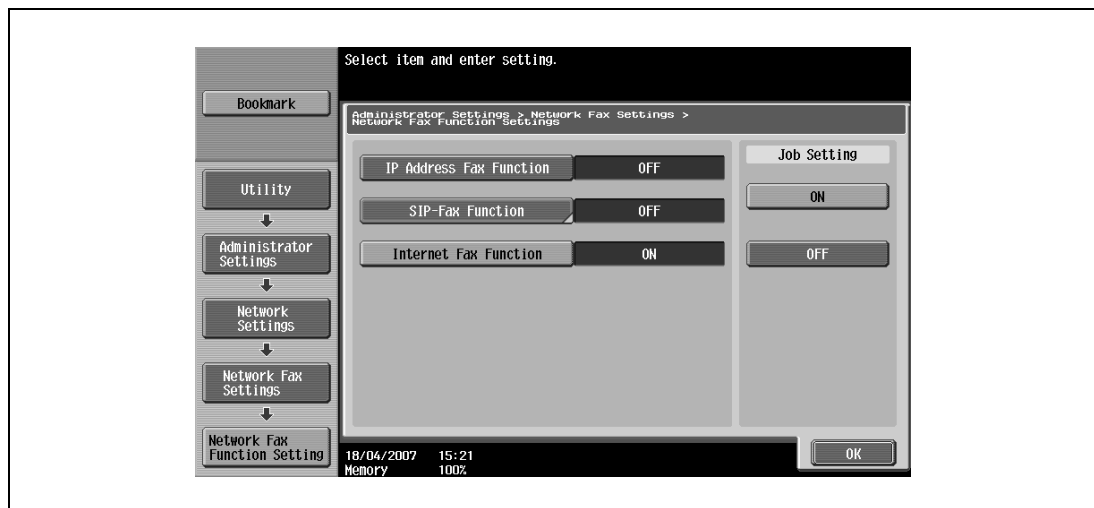 Select item and enter setting.
Bookmark
Administrator Settings > Network Fax Settings >
Network Fax Function Settings
Utility
Administrator
Settings
Network
Settings
Network Fax
Settings
Network Fax
Function Setting
IP Address Fax Function OFF
SIP-Fax Function OFF
Internet Fax Function ON
Job Setting
ON
OFF
18/04/2007 15:21
Memory 100%
OK